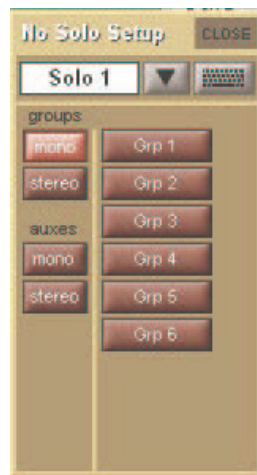 No Solo Setup CLOSE
Solo 1
groups
mono Grp 1
stereo Grp 2
Grp 3
auxes
mono Grp 4
stereo Grp 5
Grp 6